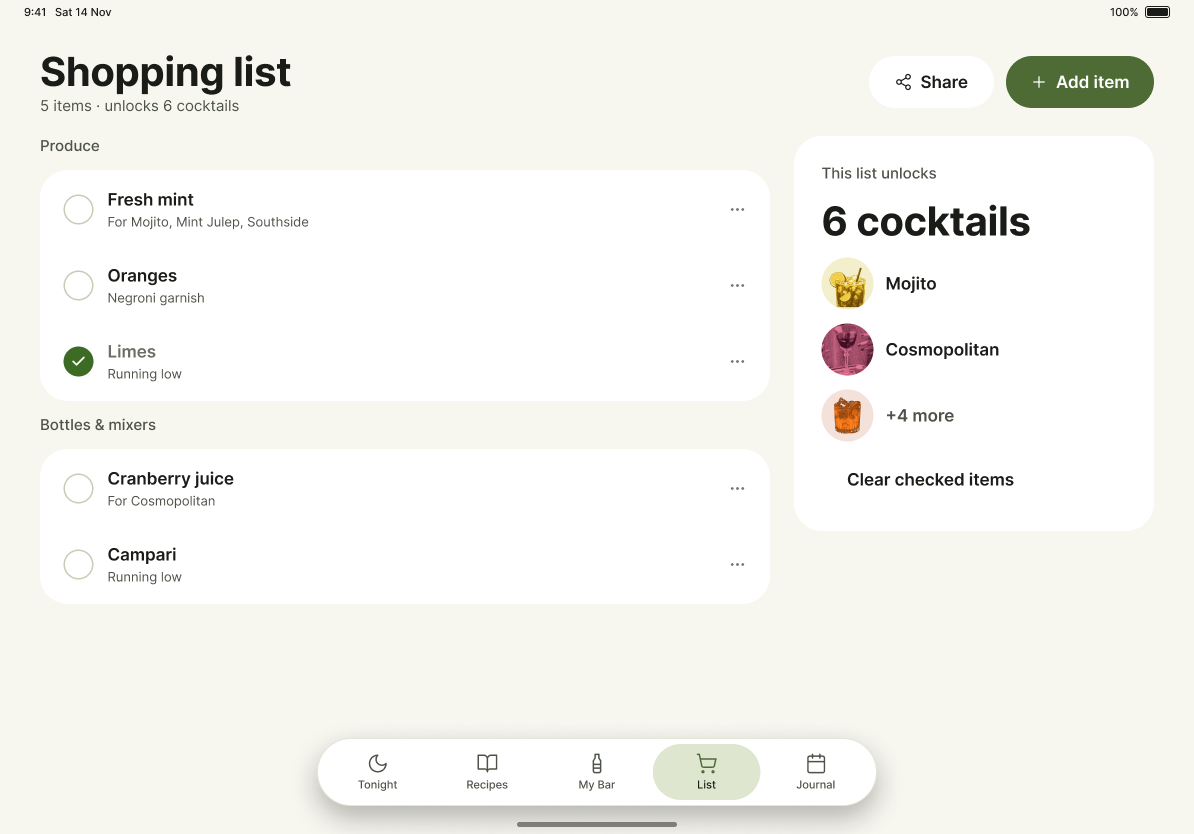 9:41 Sat 14 Nov
100%
Shopping list
5 items · unlocks 6 cocktails
Share
Add item
Produce
Fresh mint
For Mojito, Mint Julep, Southside
Oranges
Negroni garnish
Limes
Running low
Bottles & mixers
Cranberry juice
For Cosmopolitan
Campari
Running low
This list unlocks
6 cocktails
Mojito
Cosmopolitan
+4 more
Clear checked items
Tonight
Recipes
My Bar
List
Journal